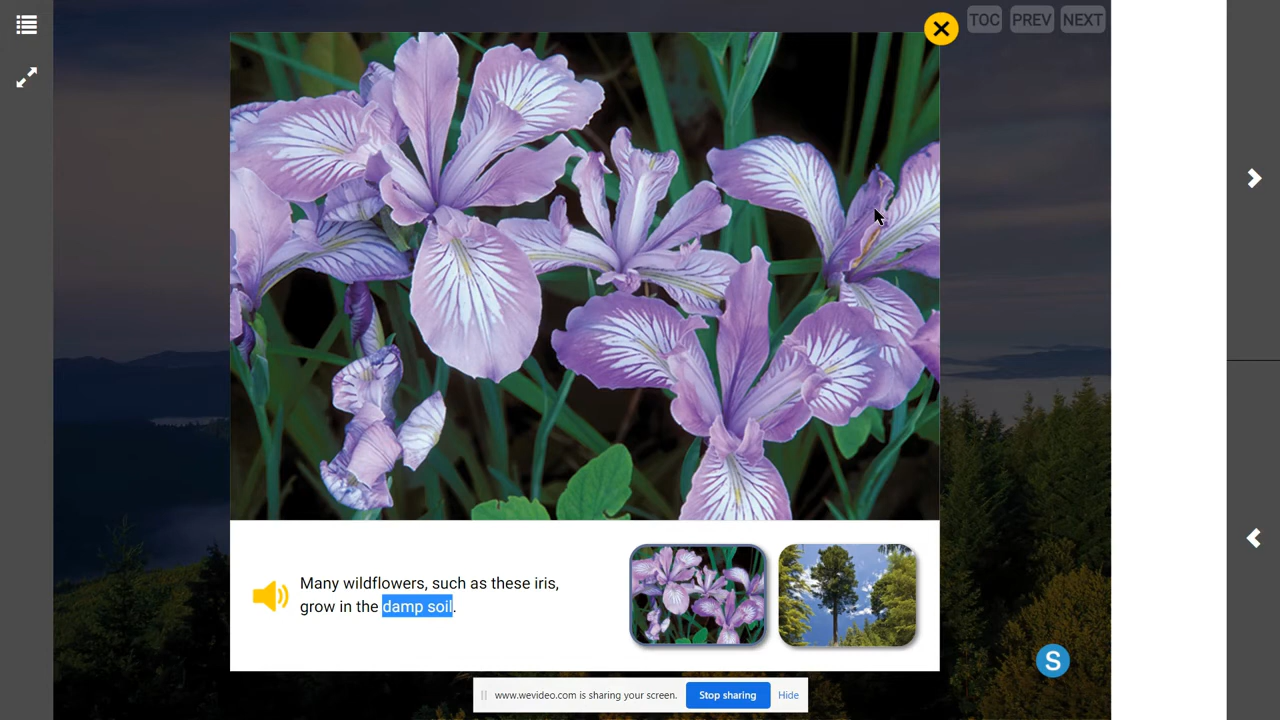 TOC PREV NEXT
Many wildflowers, such as these iris,
grow in the damp soil.
S
www.wevideo.com is sharing your screen. Stop sharing Hide